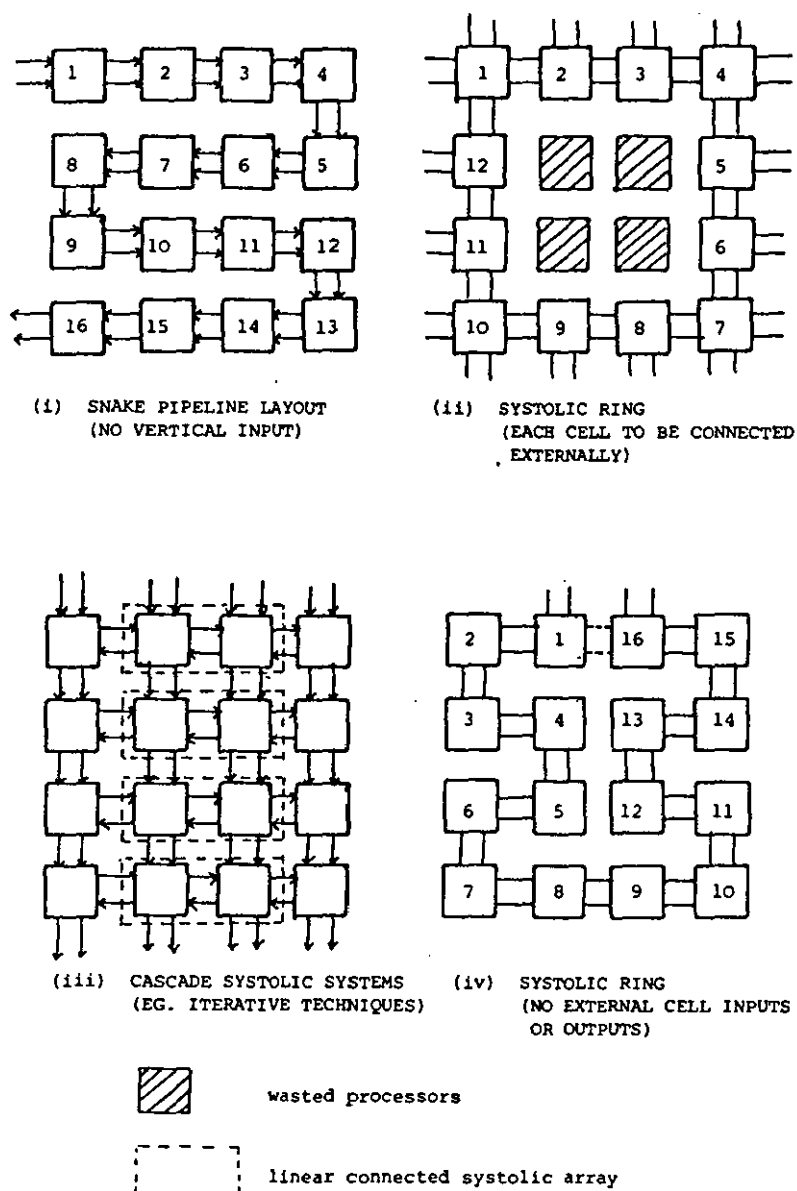 1 2 3 4
8 7 6 5
9 10 11 12
16 15 14 13
(i) SNAKE PIPELINE LAYOUT
(NO VERTICAL INPUT)
1 2 3 4
12 5
11 6
10 9 8 7
(ii) SYSTOLIC RING
(EACH CELL TO BE CONNECTED
EXTERNALLY)
(iii) CASCADE SYSTOLIC SYSTEMS
(EG. ITERATIVE TECHNIQUES)
2 1 16 15
3 4 13 14
6 5 12 11
7 8 9 10
(iv) SYSTOLIC RING
(NO EXTERNAL CELL INPUTS
OR OUTPUTS)
wasted processors
linear connected systolic array